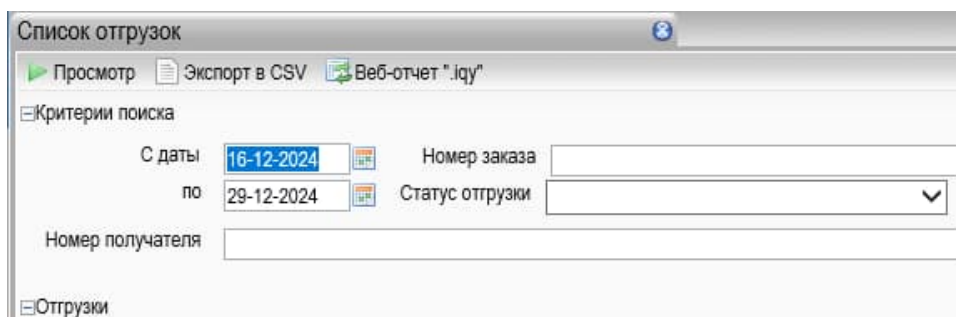 Список отгрузок
Просмотр Экспорт в CSV Веб-отчет ".iqy"
Критерии поиска
С даты 16-12-2024 Номер заказа
по 29-12-2024 Статус отгрузки
Номер получателя
Отгрузки